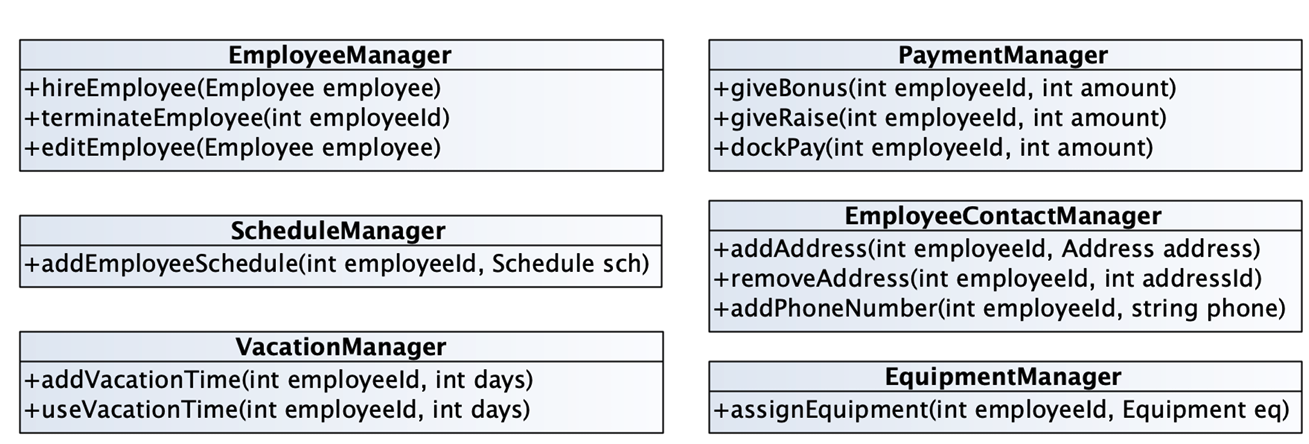 EmployeeManager
+hireEmployee(Employee employee)
+terminateEmployee(int employeeId)
+editEmployee(Employee employee)
ScheduleManager
+addEmployeeSchedule(int employeeId, Schedule sch)
VacationManager
+addVacationTime(int employeeId, int days)
+useVacationTime(int employeeId, int days)
PaymentManager
+giveBonus(int employeeId, int amount)
+giveRaise(int employeeId, int amount)
+dockPay(int employeeId, int amount)
EmployeeContactManager
+addAddress(int employeeId, Address address)
+removeAddress(int employeeId, int addressId)
+addPhoneNumber(int employeeId, string phone)
EquipmentManager
+assignEquipment(int employeeId, Equipment eq)